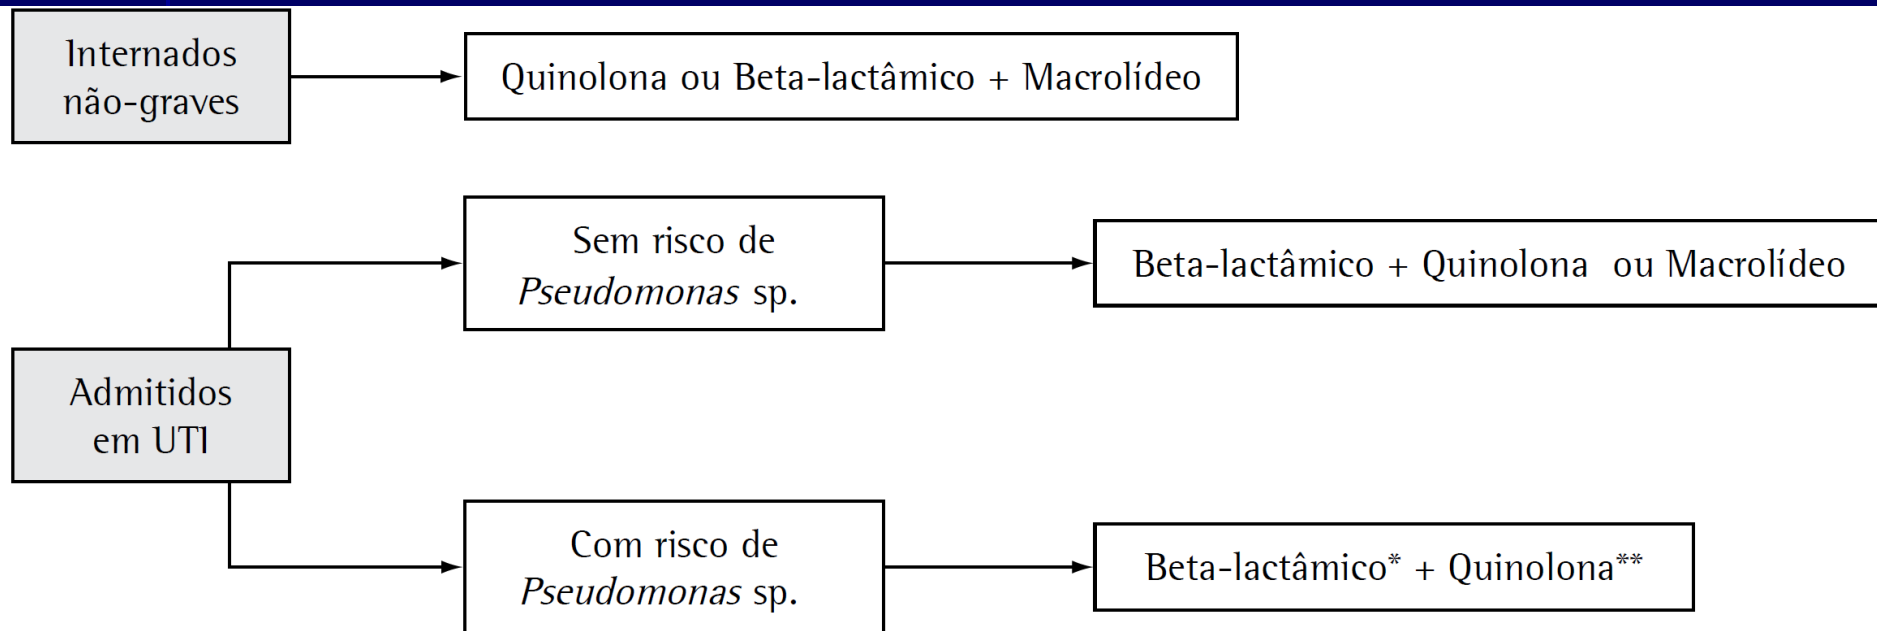 Internados
não-graves
Quinolona ou Beta-lactâmico + Macrolídeo
Sem risco de
Pseudomonas sp.
Beta-lactâmico + Quinolona ou Macrolídeo
Admitidos
em UTI
Com risco de
Pseudomonas sp.
Beta-lactâmico* + Quinolona**